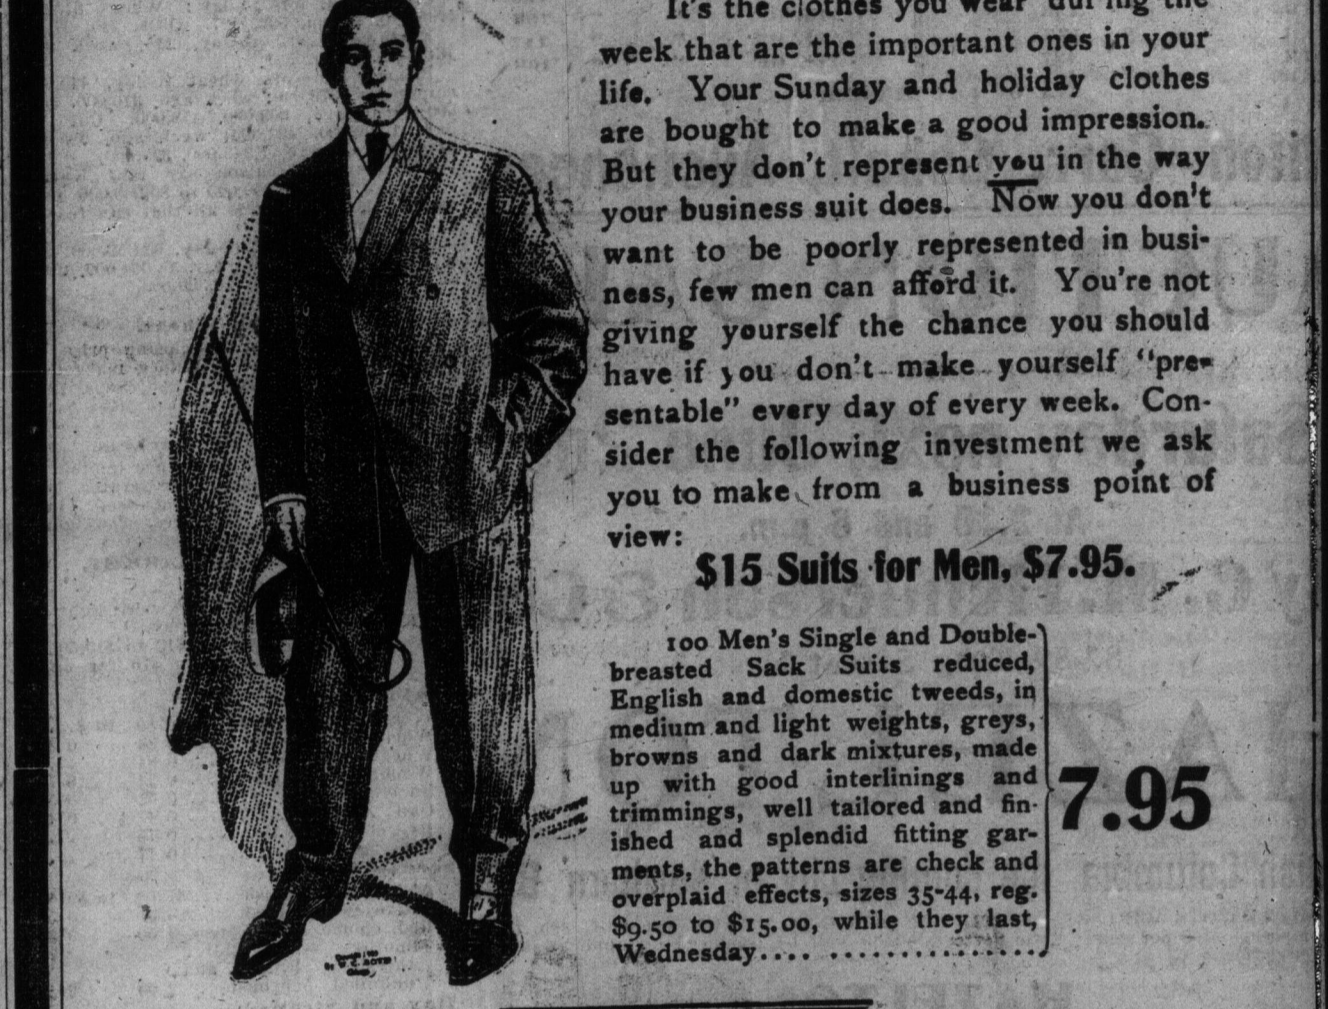 It's the clothes you wear during the
week that are the important ones in your
life. Your Sunday and holiday clothes
are bought to make a good impression.
But they don't represent you in the way
your business suit does. Now you don't
want to be poorly represented in busi-
ness, few men can afford it. You're not
giving yourself the chance you should
have if you don't make yourself "pre-
sentable" every day of every week. Con-
sider the following investment we ask
you to make from a business point of
view:
$15 Suits for Men, $7.95.
100 Men's Single and Double-
breasted Sack Suits reduced,
English and domestic tweeds, in
medium and light weights, greys,
browns and dark mixtures, made
up with good interlinings and
trimmings, well tailored and fin-
ished and splendid fitting gar-
ments, the patterns are check and
overplaid effects, sizes 35-44, reg.
$9.50 to $15.00, while they last,
Wednesday.... ................
7.95